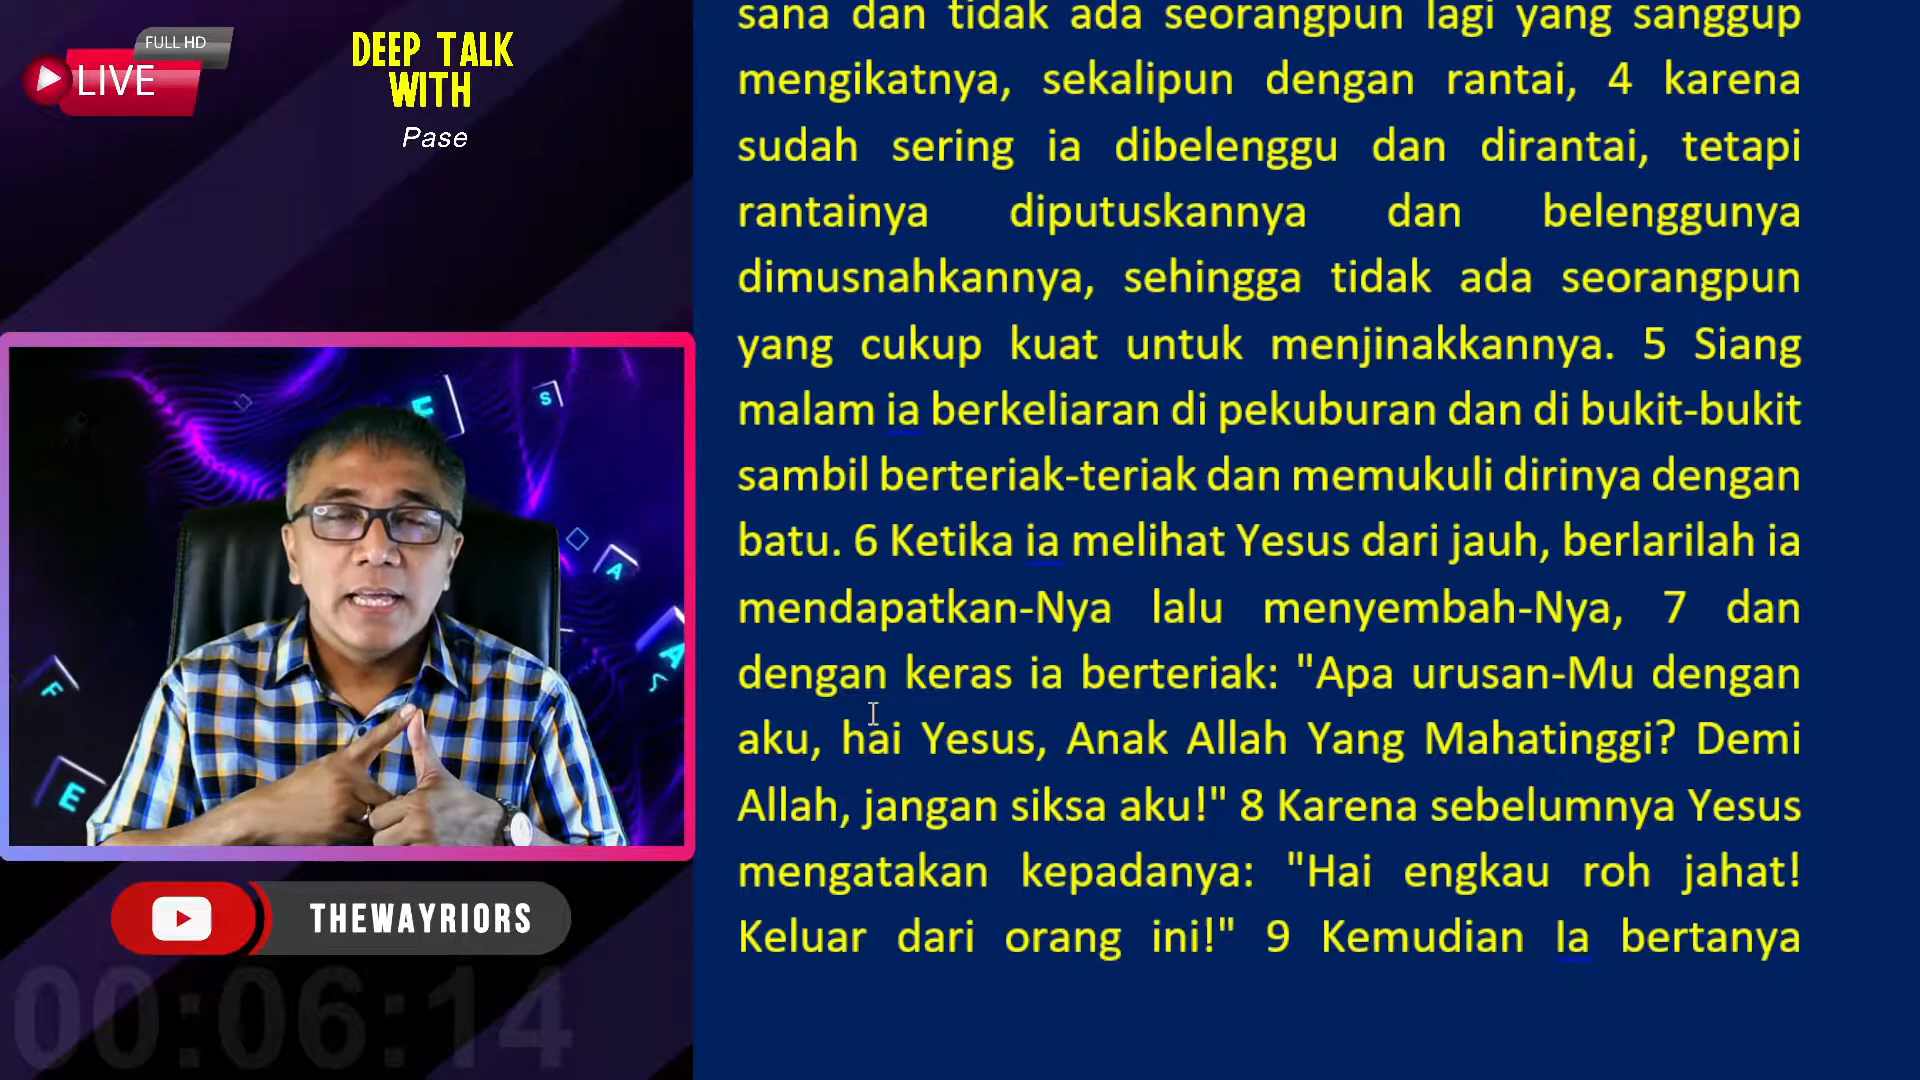 FULL HD
LIVE
DEEP TALK
WITH
Pase
sana dan tidak ada seorangpun lagi yang sanggup
mengikatnya, sekalipun dengan rantai, 4 karena
sudah sering ia dibelenggu dan dirantai, tetapi
rantainya diputuskannya dan belenggunya
dimusnahkannya, sehingga tidak ada seorangpun
yang cukup kuat untuk menjinakkannya. 5 Siang
malam ia berkeliaran di pekuburan dan di bukit-bukit
sambil berteriak-teriak dan memukuli dirinya dengan
batu. 6 Ketika ia melihat Yesus dari jauh, berlarilah ia
mendapatkan-Nya lalu menyembah-Nya, 7 dan
dengan keras ia berteriak: "Apa urusan-Mu dengan
aku, hai Yesus, Anak Allah Yang Mahatinggi? Demi
Allah, jangan siksa aku!" 8 Karena sebelumnya Yesus
mengatakan kepadanya: "Hai engkau roh jahat!
Keluar dari orang ini!" 9 Kemudian Ia bertanya
S
A
F
A
E
THEWAYRIORS
00:06:14